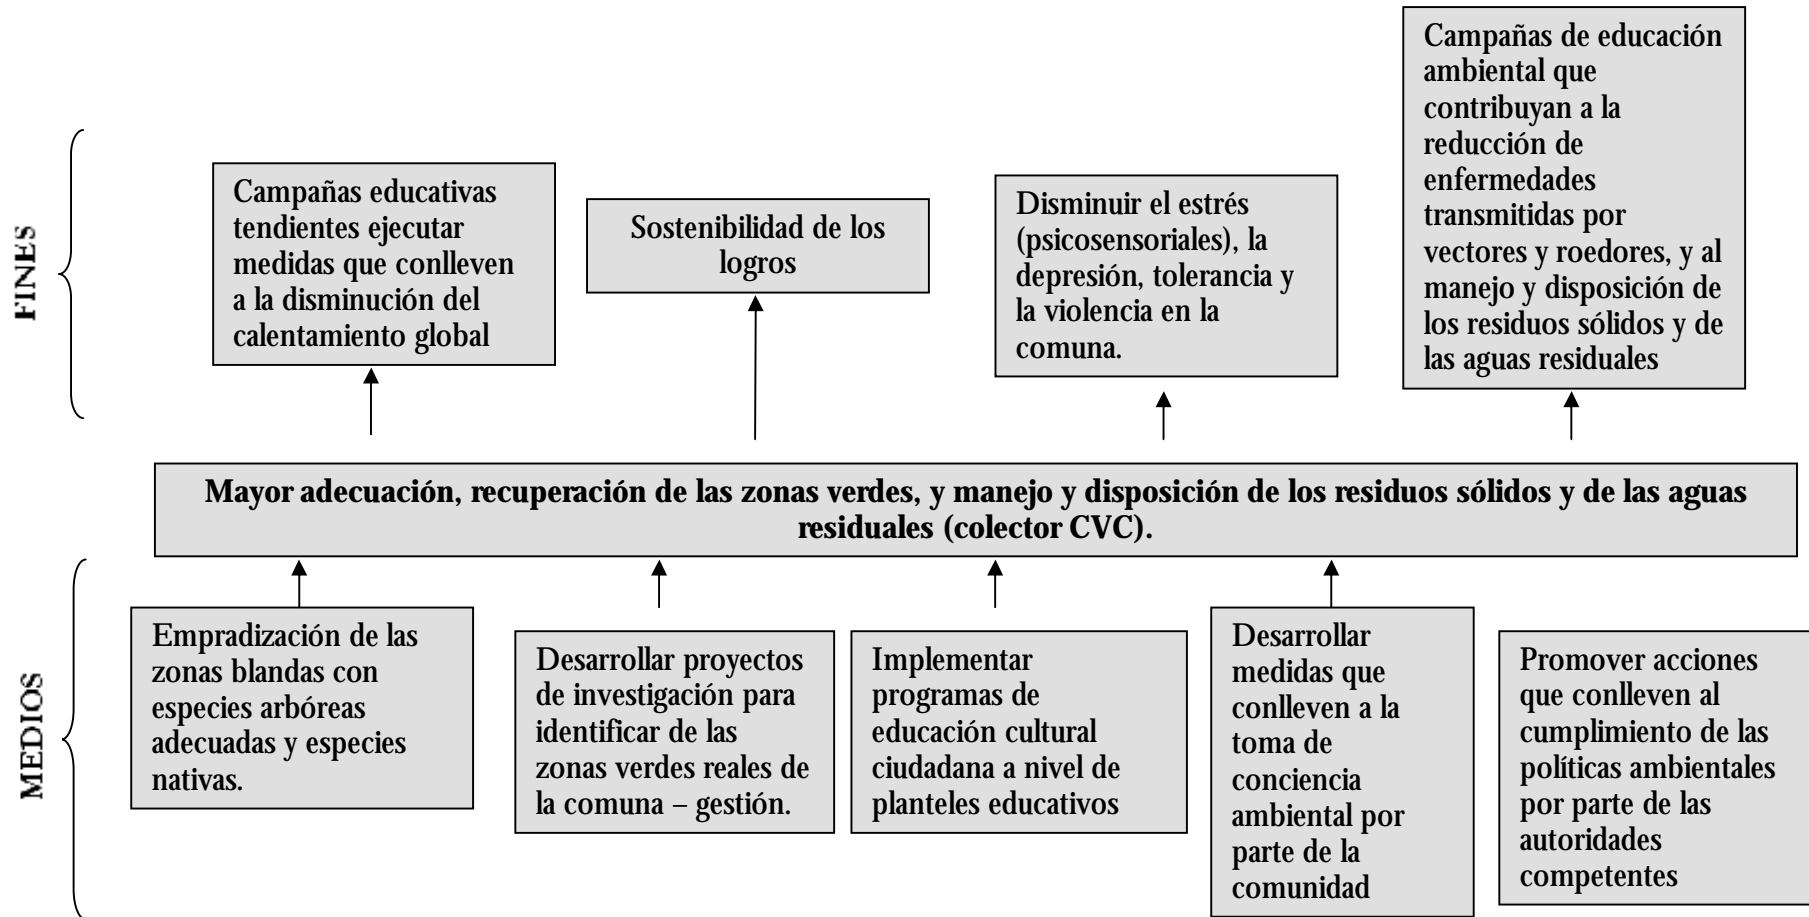 FINES
Campañas educativas
tendientes ejecutar
medidas que conlleven
a la disminución del
calentamiento global
Sostenibilidad de los
logros
Disminuir el estrés
(psicosensoriales), la
depresión, tolerancia y
la violencia en la
comuna.
Campañas de educación
ambiental que
contribuyan a la
reducción de
enfermedades
transmitidas por
vectores y roedores, y al
manejo y disposición de
los residuos sólidos y de
las aguas residuales
Mayor adecuación, recuperación de las zonas verdes, y manejo y disposición de los residuos sólidos y de las aguas
residuales (colector CVC).
MEDIOS
Empradización de las
zonas blandas con
especies arbóreas
adecuadas y especies
nativas.
Desarrollar proyectos
de investigación para
identificar de las
zonas verdes reales de
la comuna – gestión.
Implementar
programas de
educación cultural
ciudadana a nivel de
planteles educativos
Desarrollar
medidas que
conlleven a la
toma de
conciencia
ambiental por
parte de la
comunidad
Promover acciones
que conlleven al
cumplimiento de las
políticas ambientales
por parte de las
autoridades
competentes